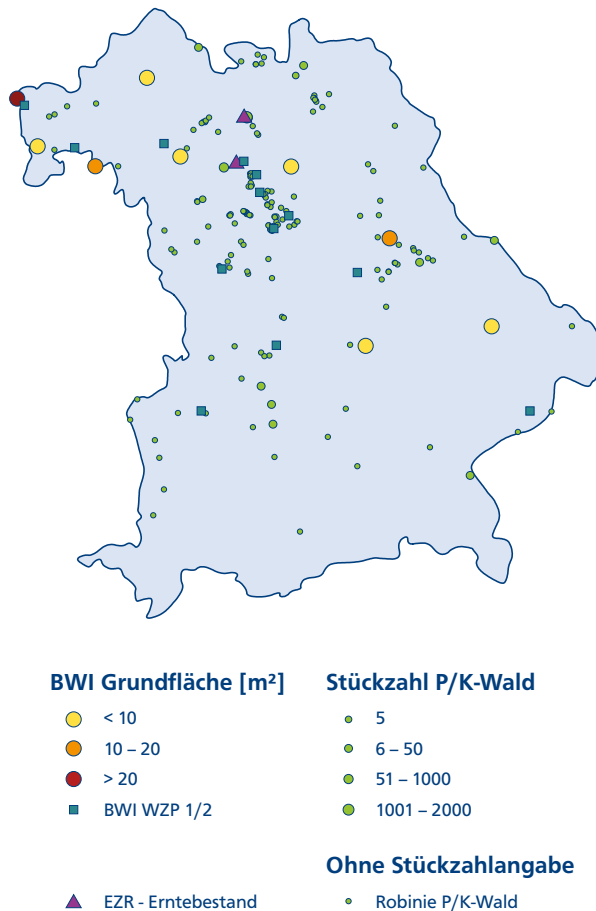 BWI Grundfläche [m²]
< 10
10 – 20
> 20
BWI WZP 1/2
EZR - Erntebestand
Stückzahl P/K-Wald
5
6 – 50
51 – 1000
1001 – 2000
Ohne Stückzahlangabe
Robinie P/K-Wald